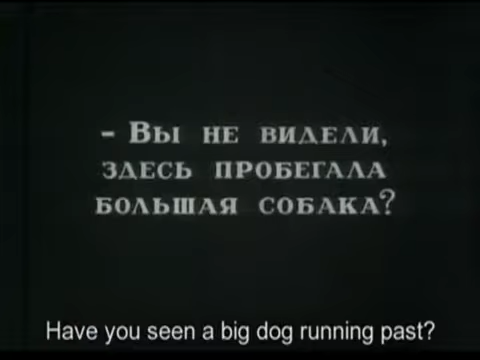 - Вы не видели,
здесь пробегала
большая собака?
Have you seen a big dog running past?